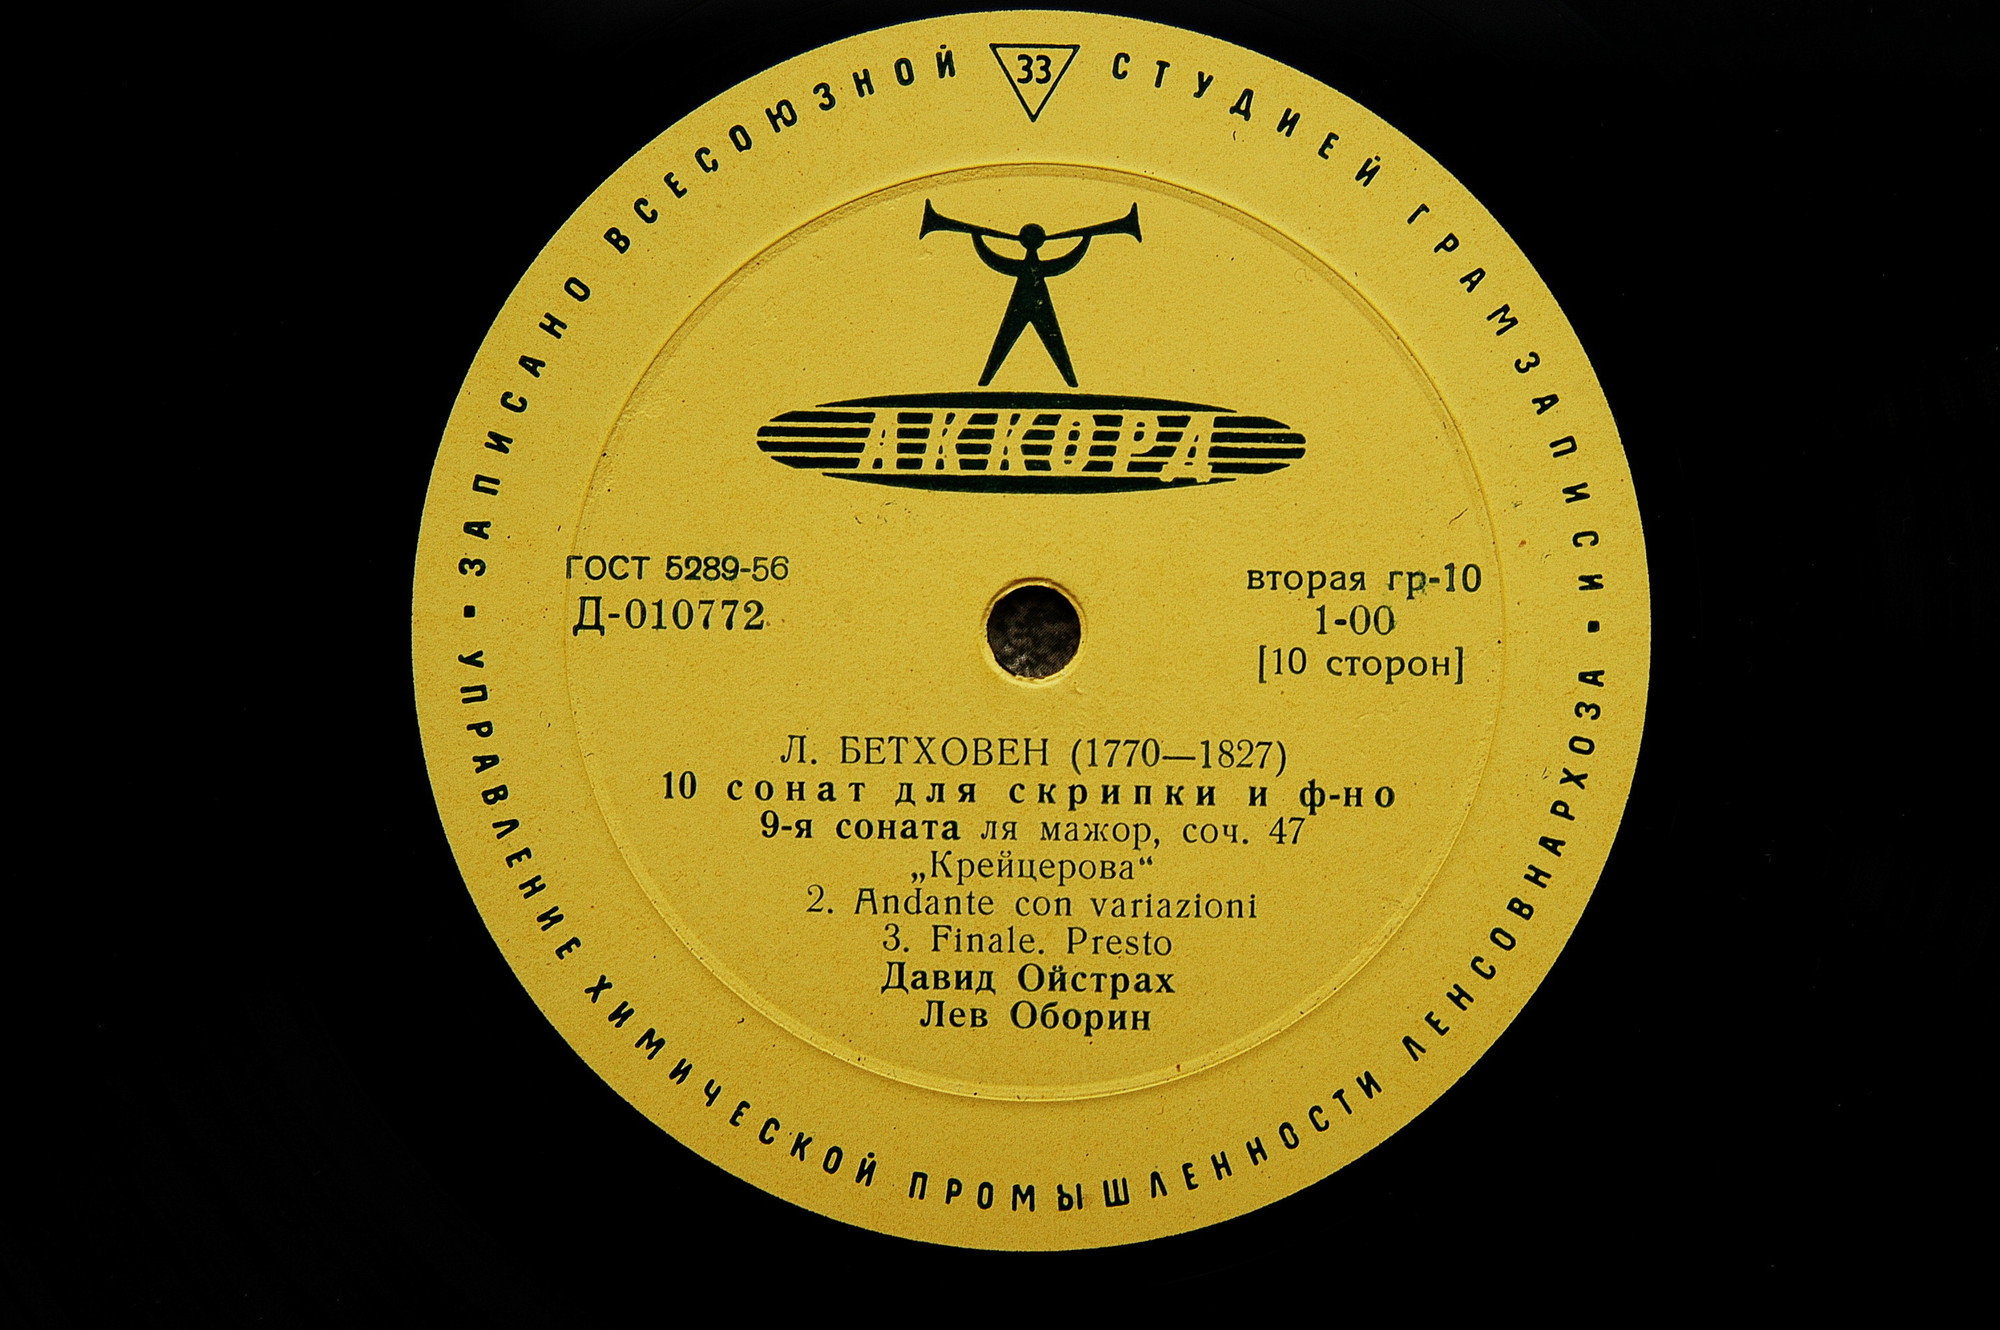 ЗАПИСАНО ВСЕСОЮЗНОЙ 33 СТУДИЕЙ ГРАМЗАПИСИ
АККОРД
ГОСТ 5289-56
Д-010772
вторая гр-10
1-00
[10 сторон]
Л. БЕТХОВЕН (1770—1827)
10 сонат для скрипки и ф-но
9-я соната ля мажор, соч. 47
„Крейцерова“
2. Andante con variazioni
3. Finale. Presto
Давид Ойстрах
Лев Оборин
УПРАВЛЕНИЕ ХИМИЧЕСКОЙ ПРОМЫШЛЕННОСТИ ЛЕНСОВНАРХОЗА